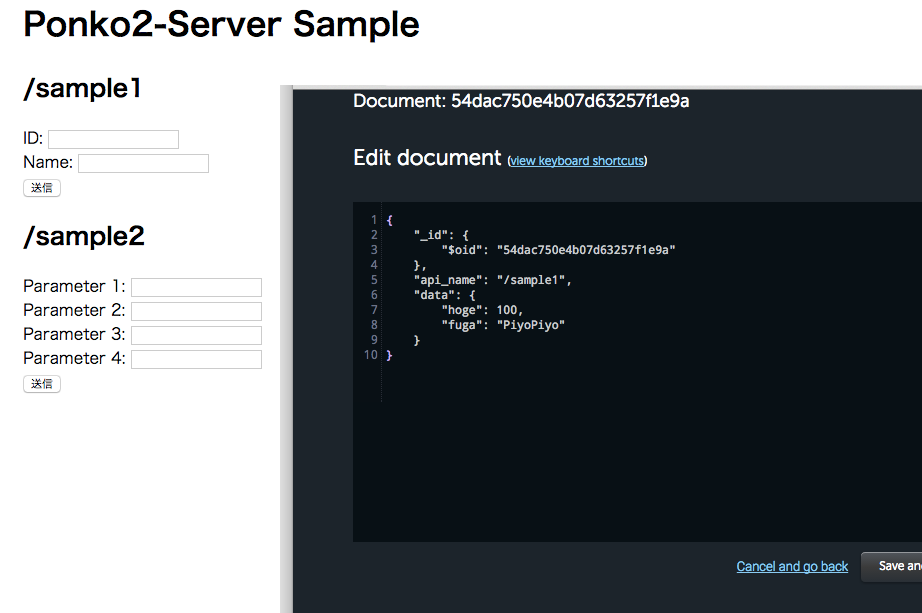 Ponko2-Server Sample
/sample1
ID:
Name:
送信
/sample2
Parameter 1:
Parameter 2:
Parameter 3:
Parameter 4:
送信
Document: 54dac750e4b07d63257f1e9a
Edit document (view keyboard shortcuts)
1 {
2 "_id": {
3 "$oid": "54dac750e4b07d63257f1e9a"
4 },
5 "api_name": "/sample1",
6 "data": {
7 "hoge": 100,
8 "fuga": "PiyoPiyo"
9 }
10 }
Cancel and go back
Save an